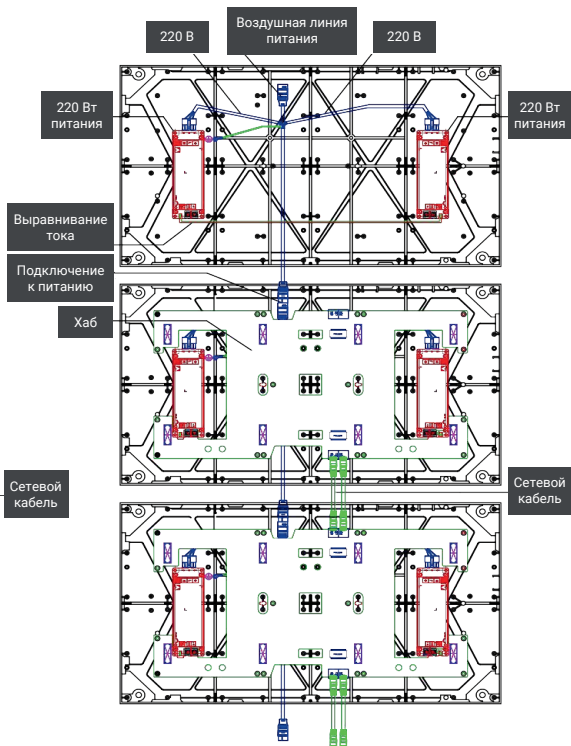 Воздушная линия
питания
220 В
220 В
220 Вт
питания
220 Вт
питания
Выравнивание
тока
Подключение
к питанию
Хаб
Сетевой
кабель
Сетевой
кабель